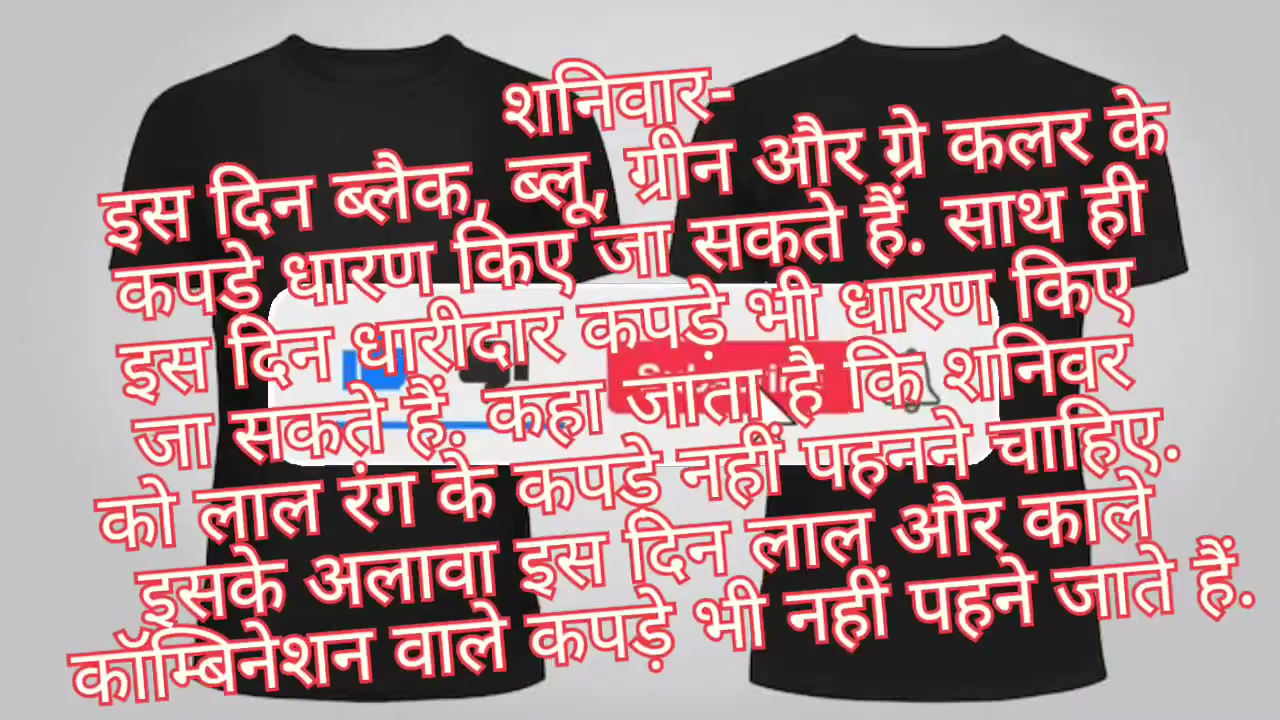 शनिवार-
इस दिन ब्लैक, ब्लू, ग्रीन और ग्रे कलर के
कपड़े धारण किए जा सकते हैं. साथ ही
इस दिन धारीदार कपड़े भी धारण किए
जा सकते हैं. कहा जाता है कि शनिवर
को लाल रंग के कपड़े नहीं पहनने चाहिए.
इसके अलावा इस दिन लाल और काले
कॉम्बिनेशन वाले कपड़े भी नहीं पहने जाते हैं.